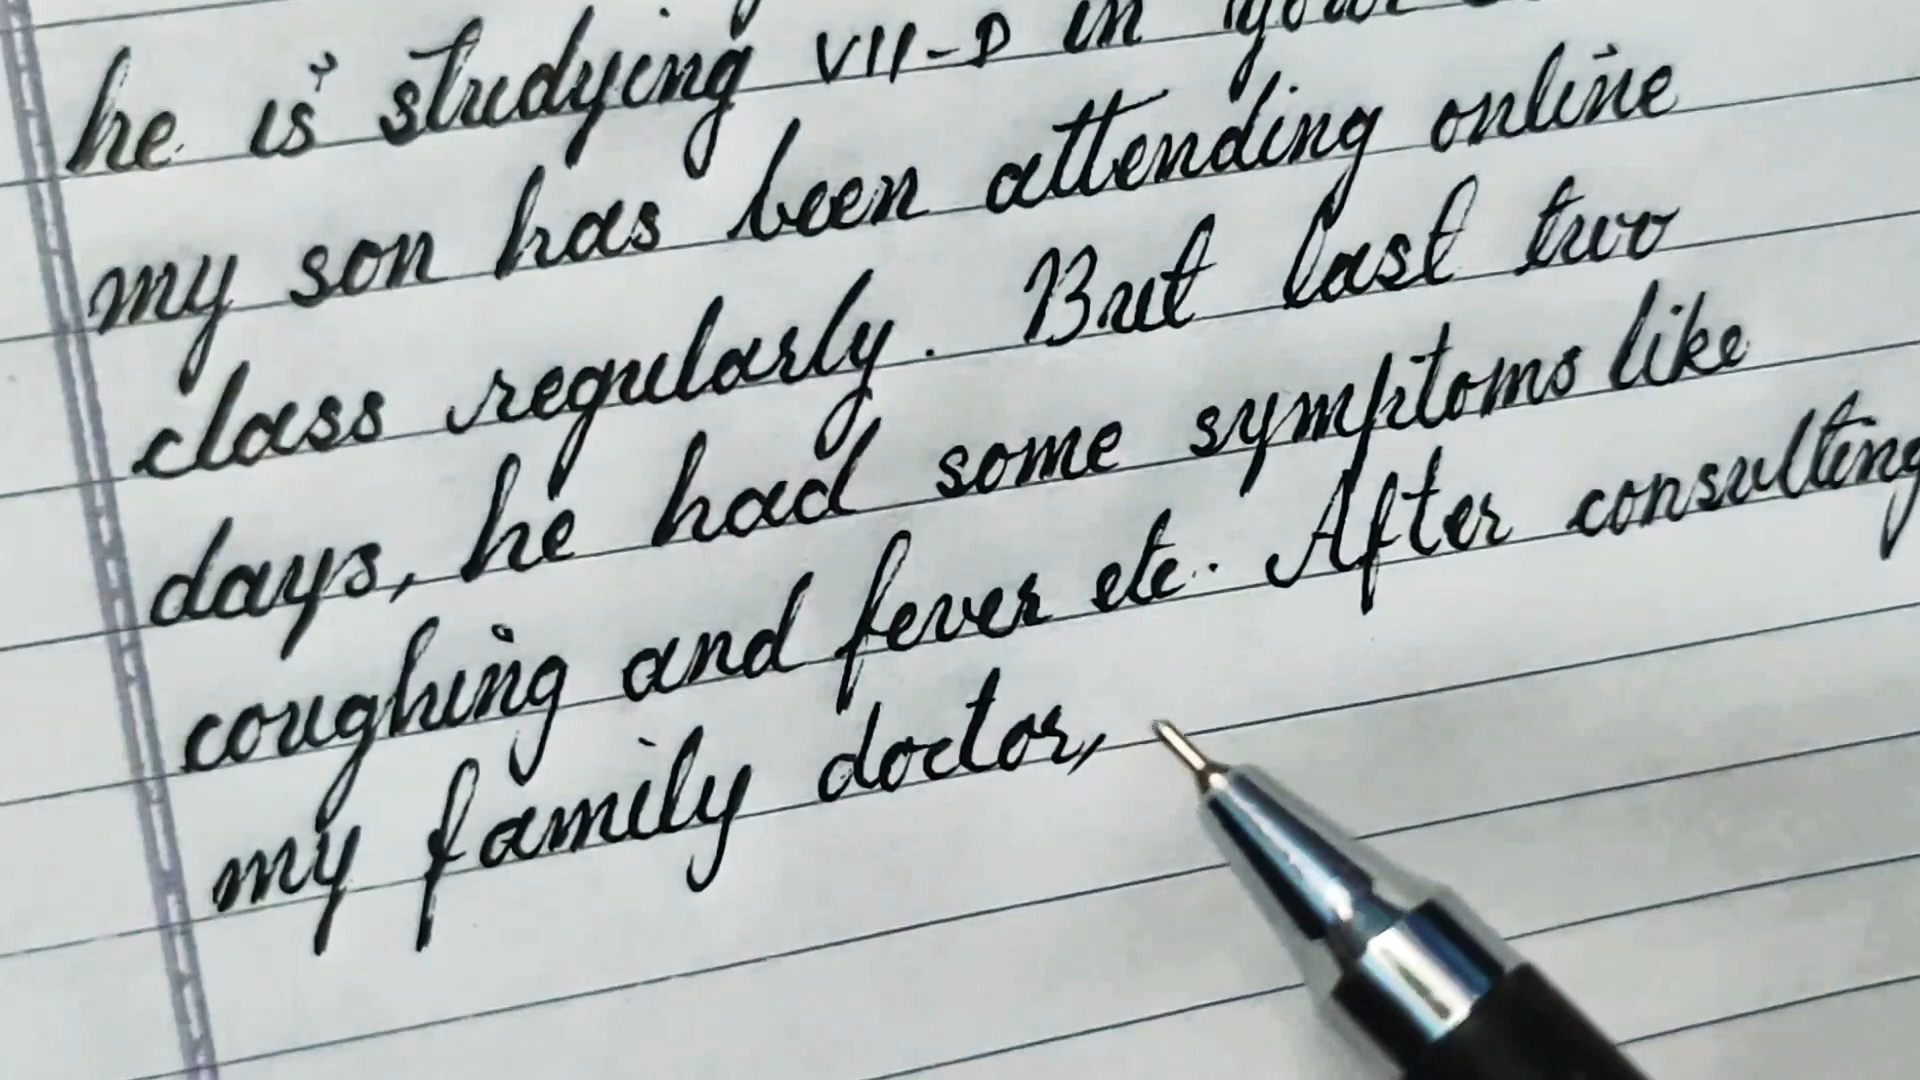 he is studying VII-D in your
my son has been attending online
class regularly. But last two
days, he had some symptoms like
coughing and fever etc. After consulting
my family doctor,